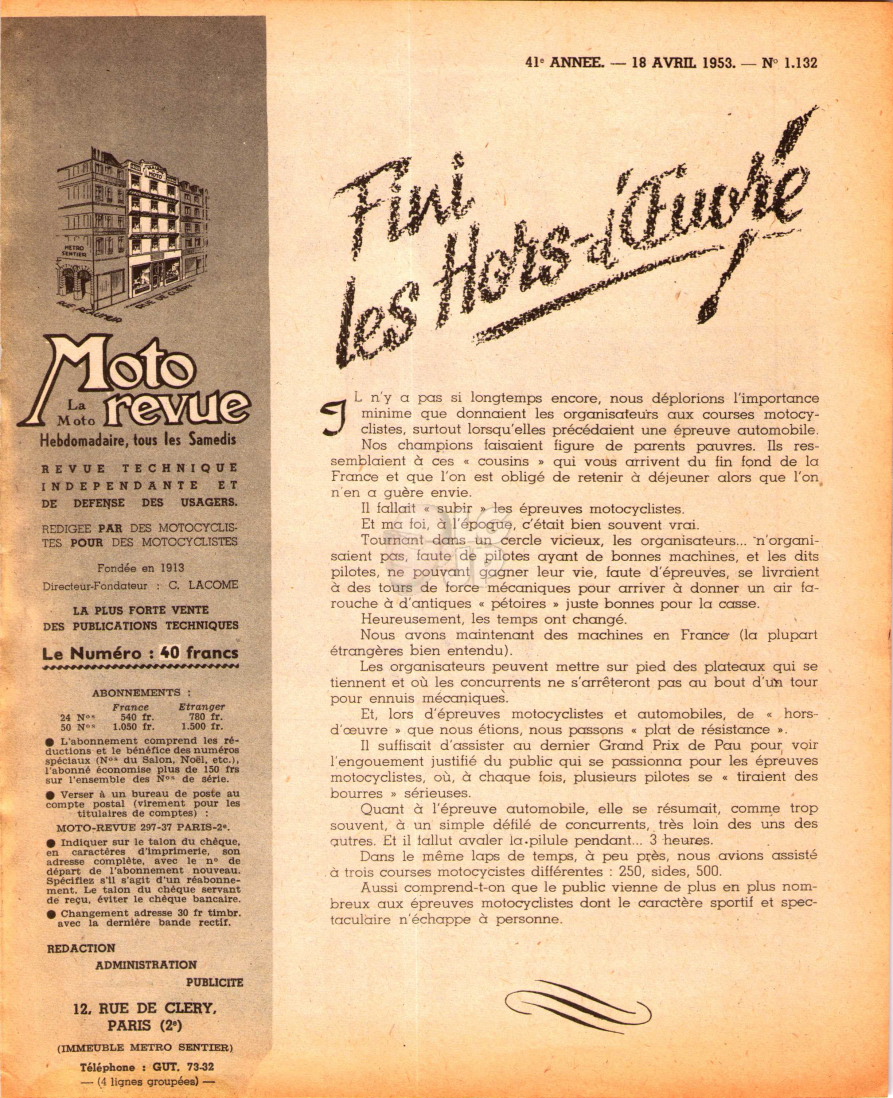 41e ANNEE. — 18 AVRIL 1953. — No 1.132
Fini
les Hors-d'Œuvre
METRO
SENTIER
RUE REAUMUR
RUE DE CLERY
Moto
La
Moto revue
Hebdomadaire, tous les Samedis
REVUE TECHNIQUE
INDEPENDANTE ET
DE DEFENSE DES USAGERS.
REDIGEE PAR DES MOTOCYCLIS-
TES POUR DES MOTOCYCLISTES
Fondée en 1913
Directeur-Fondateur : C. LACOME
LA PLUS FORTE VENTE
DES PUBLICATIONS TECHNIQUES
Le Numéro : 40 francs
ABONNEMENTS :
France Etranger
24 Nos 540 fr. 780 fr.
50 Nos 1.050 fr. 1.500 fr.
● L'abonnement comprend les ré-
ductions et le bénéfice des numéros
spéciaux (Nos du Salon, Noël, etc.),
l'abonné économise plus de 150 frs
sur l'ensemble des Nos de série.
● Verser à un bureau de poste au
compte postal (virement pour les
titulaires de comptes) :
MOTO-REVUE 297-37 PARIS-2e.
● Indiquer sur le talon du chèque,
en caractères d'imprimerie, son
adresse complète, avec le no de
départ de l'abonnement nouveau.
Spécifiez s'il s'agit d'un réabonne-
ment. Le talon du chèque servant
de reçu, éviter le chèque bancaire.
● Changement adresse 30 fr timbr.
avec la dernière bande rectif.
REDACTION
ADMINISTRATION
PUBLICITE
12, RUE DE CLERY,
PARIS (2e)
(IMMEUBLE METRO SENTIER)
Téléphone : GUT. 73-32
— (4 lignes groupées) —
IL n'y a pas si longtemps encore, nous déplorions l'importance
minime que donnaient les organisateurs aux courses motocy-
clistes, surtout lorsqu'elles précédaient une épreuve automobile.
Nos champions faisaient figure de parents pauvres. Ils res-
semblaient à ces « cousins » qui vous arrivent du fin fond de la
France et que l'on est obligé de retenir à déjeuner alors que l'on
n'en a guère envie.
Il fallait « subir » les épreuves motocyclistes.
Et ma foi, à l'époque, c'était bien souvent vrai.
Tournant dans un cercle vicieux, les organisateurs... n'organi-
saient pas, faute de pilotes ayant de bonnes machines, et les dits
pilotes, ne pouvant gagner leur vie, faute d'épreuves, se livraient
à des tours de force mécaniques pour arriver à donner un air fa-
rouche à d'antiques « pétoires » juste bonnes pour la casse.
Heureusement, les temps ont changé.
Nous avons maintenant des machines en France (la plupart
étrangères bien entendu).
Les organisateurs peuvent mettre sur pied des plateaux qui se
tiennent et où les concurrents ne s'arrêteront pas au bout d'un tour
pour ennuis mécaniques.
Et, lors d'épreuves motocyclistes et automobiles, de « hors-
d'œuvre » que nous étions, nous passons « plat de résistance ».
Il suffisait d'assister au dernier Grand Prix de Pau pour voir
l'engouement justifié du public qui se passionna pour les épreuves
motocyclistes, où, à chaque fois, plusieurs pilotes se « tiraient des
bourres » sérieuses.
Quant à l'épreuve automobile, elle se résumait, comme trop
souvent, à un simple défilé de concurrents, très loin des uns des
autres. Et il fallut avaler la pilule pendant... 3 heures.
Dans le même laps de temps, à peu près, nous avions assisté
à trois courses motocycistes différentes : 250, sides, 500.
Aussi comprend-t-on que le public vienne de plus en plus nom-
breux aux épreuves motocyclistes dont le caractère sportif et spec-
taculaire n'échappe à personne.